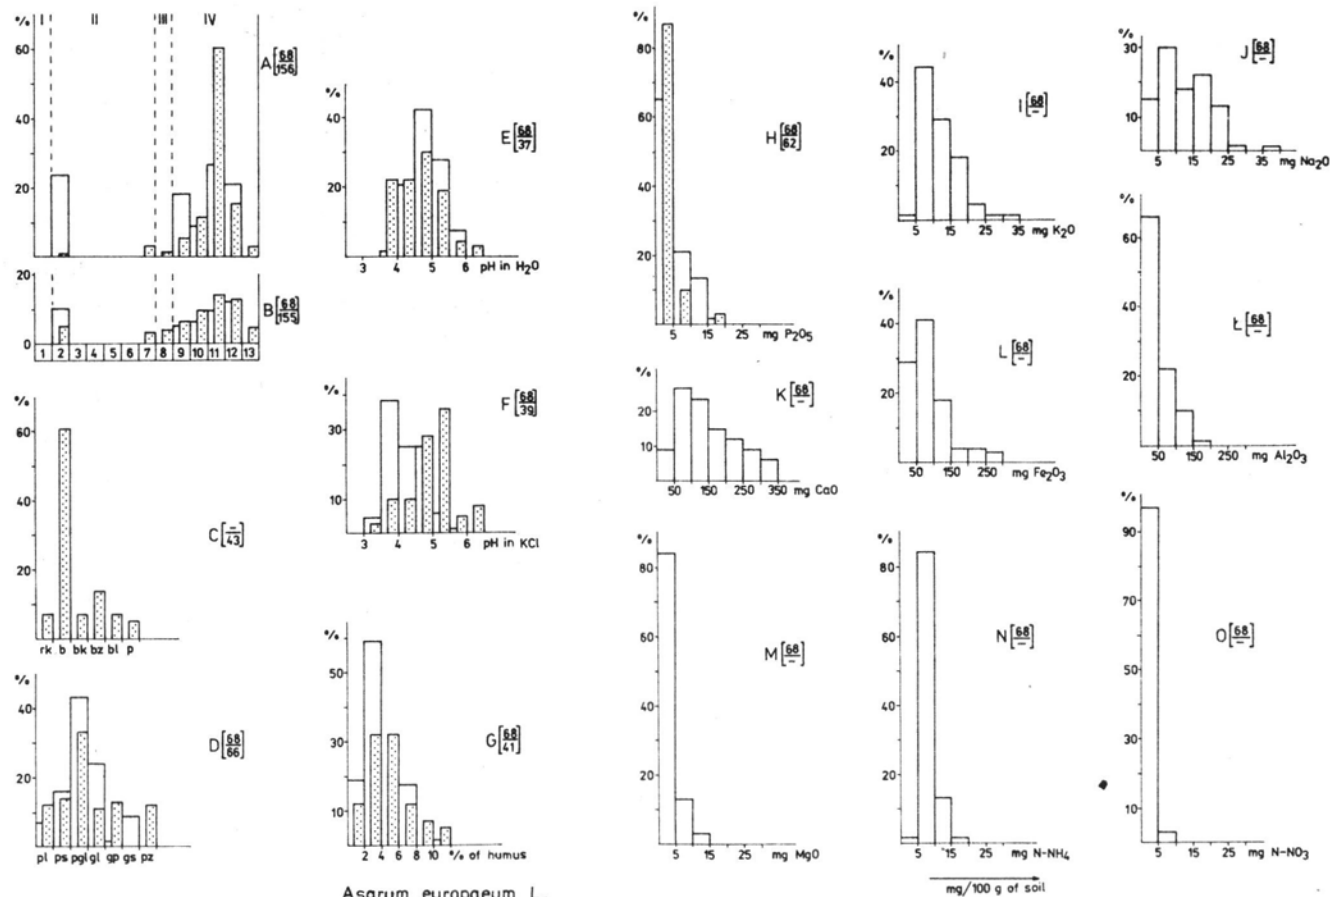 % I II III IV
60
40
20
0
A [68/156]
20
10
0
B [68/155]
1 2 3 4 5 6 7 8 9 10 11 12 13
%
60
40
20
C [-/43]
rk b bk bz bl p
%
40
20
D [68/66]
pl ps pgl gl gp gs pz
%
40
20
E [68/37]
3 4 5 6 pH in H2O
%
30
10
F [68/39]
3 4 5 6 pH in KCl
%
50
30
10
G [68/41]
2 4 6 8 10 % of humus
Asarum europaeum L.
%
80
60
40
20
H [68/62]
5 15 25 mg P2O5
%
30
10
K [68/-]
50 150 250 350 mg CaO
%
80
60
40
20
M [68/-]
5 15 25 mg MgO
%
40
20
I [68/-]
5 15 25 35 mg K2O
%
40
20
L [68/-]
50 150 250 mg Fe2O3
%
80
60
40
20
N [68/-]
5 15 25 mg N-NH4
mg/100 g of soil
%
30
10
J [68/-]
5 15 25 35 mg Na2O
%
60
40
20
Ł [68/-]
50 150 250 mg Al2O3
%
90
70
50
30
10
O [68/-]
5 15 25 mg N-NO3